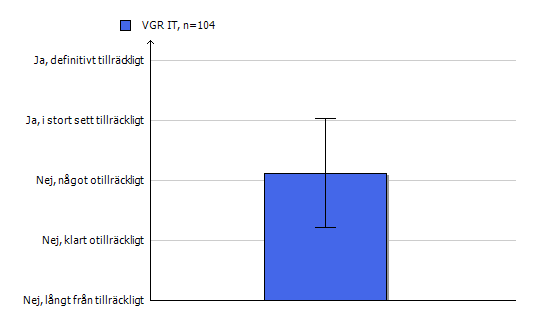 VGR IT, n=104
Ja, definitivt tillräckligt
Ja, i stort sett tillräckligt
Nej, något otillräckligt
Nej, klart otillräckligt
Nej, långt från tillräckligt